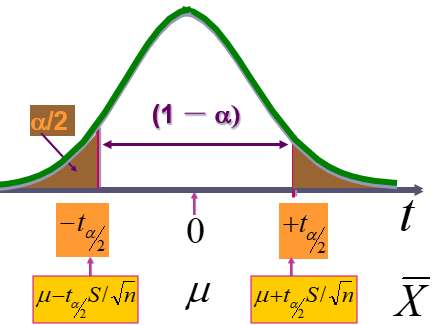 α/2
(1 − α)
−t_{α/2} 0 +t_{α/2} t
μ−t_{α/2}S/√n μ μ+t_{α/2}S/√n X̄